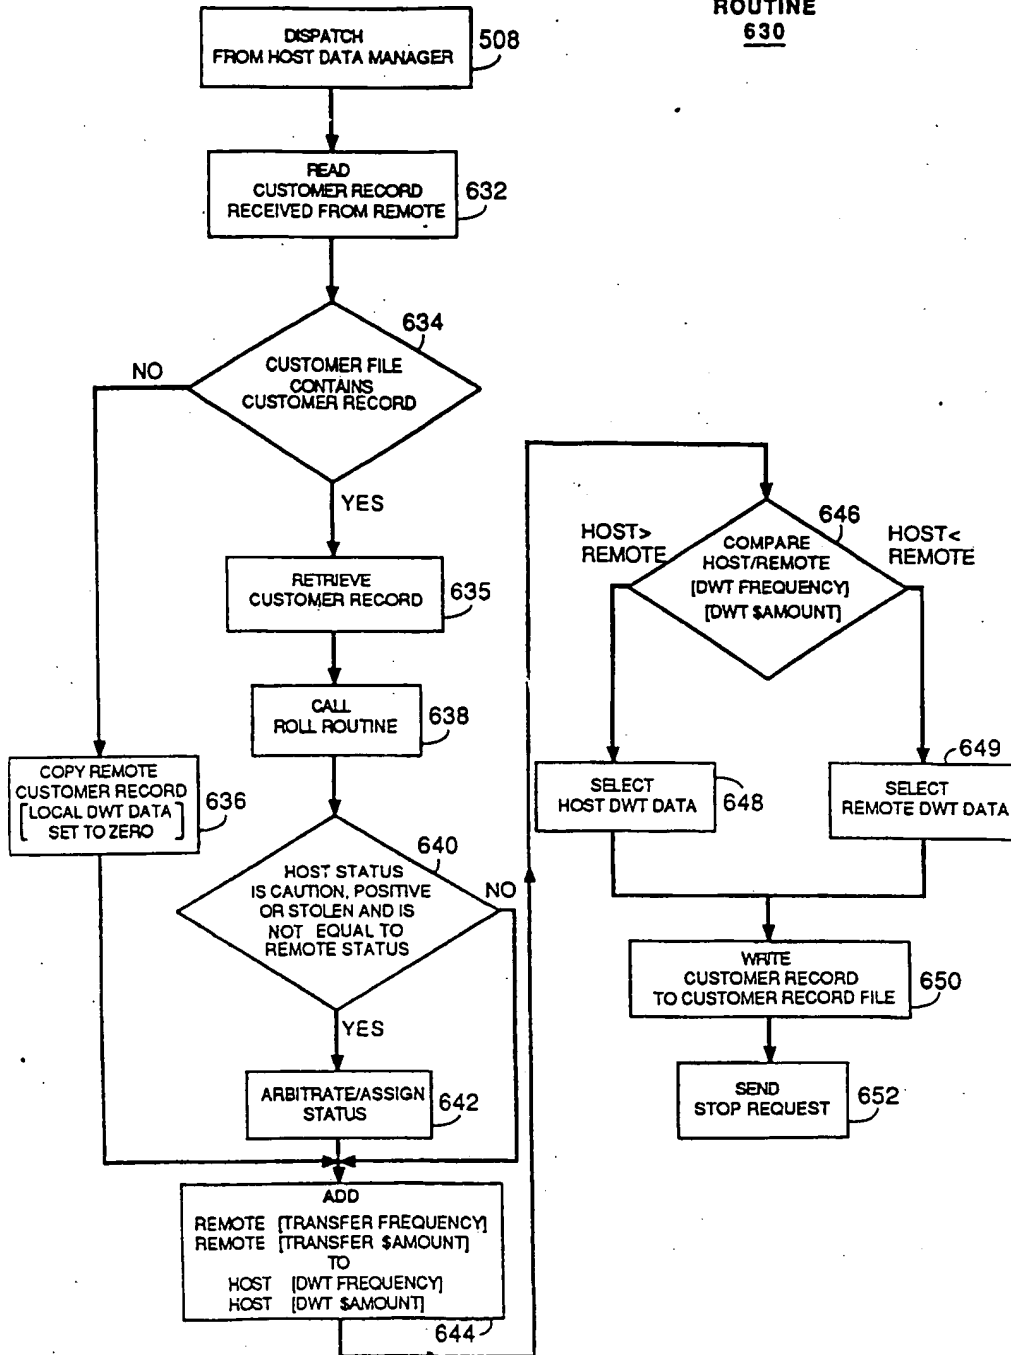 ROUTINE
630
DISPATCH
FROM HOST DATA MANAGER
508
READ
CUSTOMER RECORD
RECEIVED FROM REMOTE
632
634
CUSTOMER FILE
CONTAINS
CUSTOMER RECORD
NO
YES
RETRIEVE
CUSTOMER RECORD
635
CALL
ROLL ROUTINE
638
COPY REMOTE
CUSTOMER RECORD
[LOCAL DWT DATA
SET TO ZERO]
636
640
HOST STATUS
IS CAUTION, POSITIVE
OR STOLEN AND IS
NOT EQUAL TO
REMOTE STATUS
NO
YES
ARBITRATE/ASSIGN
STATUS
642
ADD
REMOTE [TRANSFER FREQUENCY]
REMOTE [TRANSFER $AMOUNT]
TO
HOST [DWT FREQUENCY]
HOST [DWT $AMOUNT]
644
646
HOST>
REMOTE
COMPARE
HOST/REMOTE
[DWT FREQUENCY]
[DWT $AMOUNT]
HOST<
REMOTE
SELECT
HOST DWT DATA
648
649
SELECT
REMOTE DWT DATA
WRITE
CUSTOMER RECORD
TO CUSTOMER RECORD FILE
650
SEND
STOP REQUEST
652